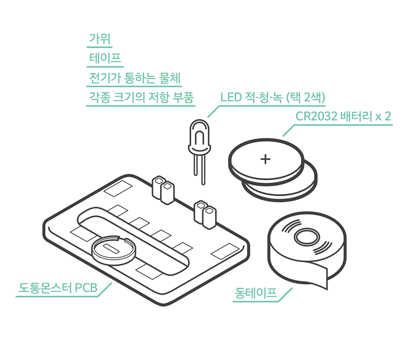 가위
테이프
전기가 통하는 물체
각종 크기의 저항 부품
LED 적·청·녹 (택 2색)
CR2032 배터리 x 2
+
도통몬스터 PCB
동테이프